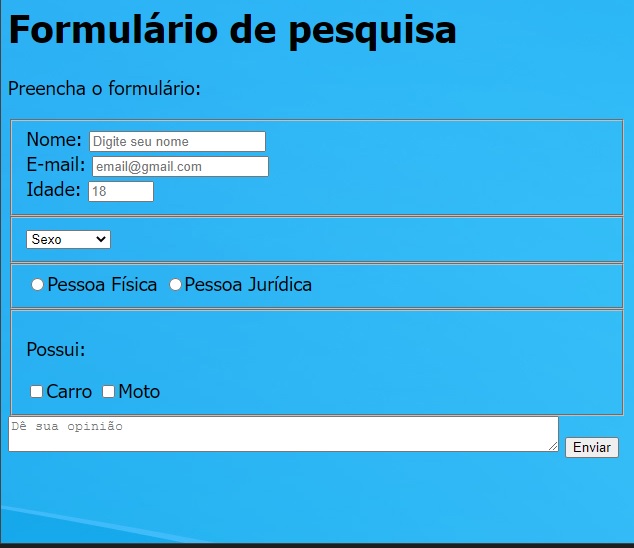 Formulário de pesquisa
Preencha o formulário:
Nome: Digite seu nome
E-mail: email@gmail.com
Idade: 18
Sexo
Pessoa Física Pessoa Jurídica
Possui:
Carro Moto
Dê sua opinião
Enviar